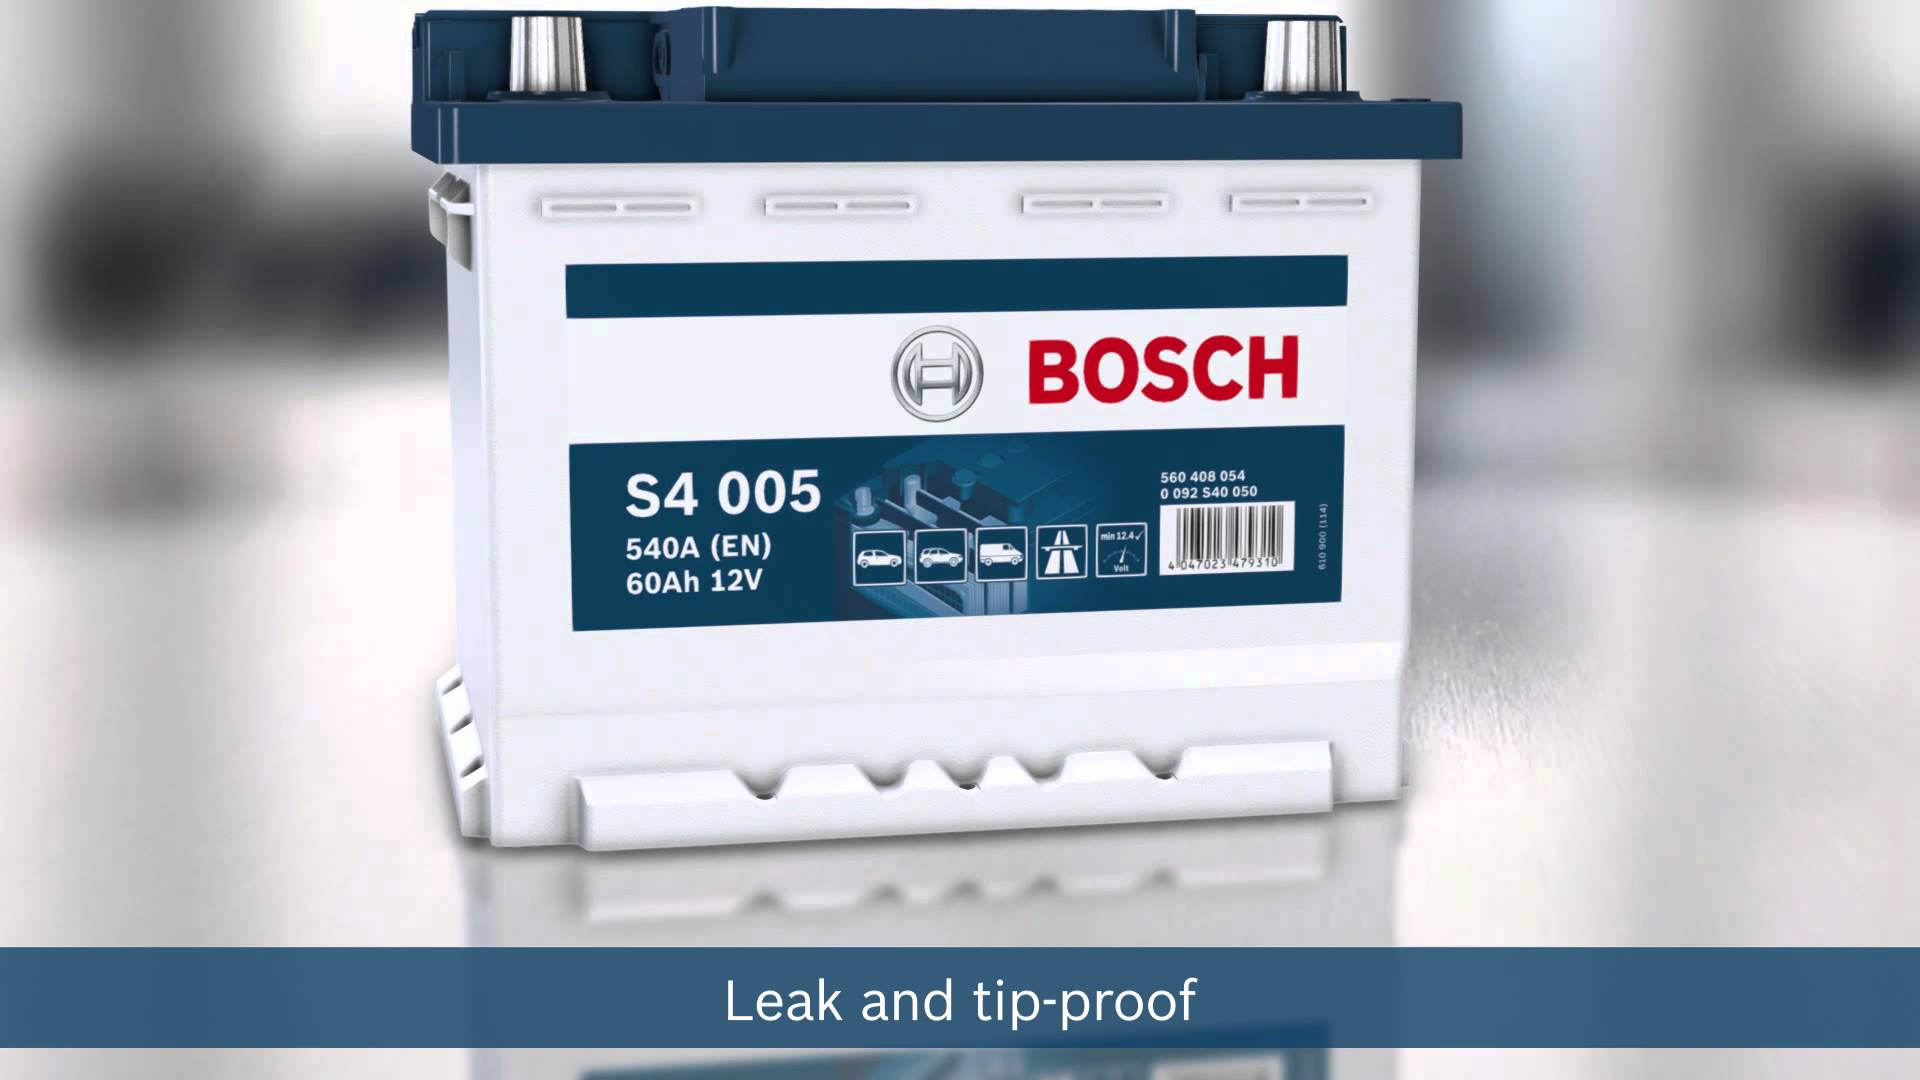 BOSCH
S4 005
540A (EN)
60Ah 12V
min 12.4✓
Volt
560 408 054
0 092 S40 050
4 047023 479310
610 900 (114)
Leak and tip-proof